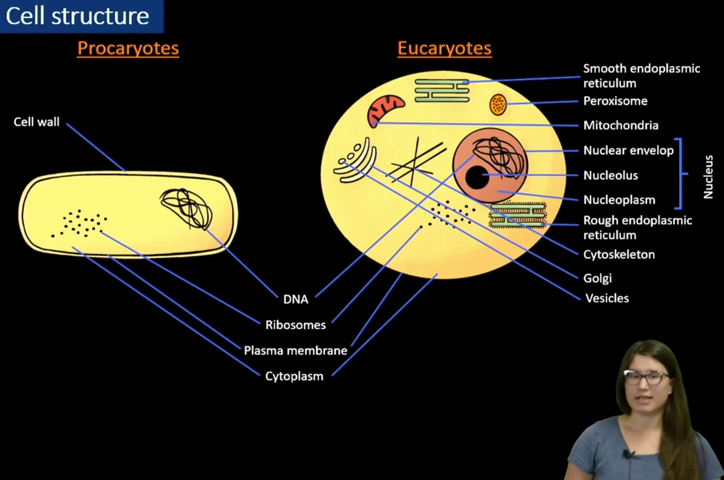 Cell structure
Procaryotes
Eucaryotes
Cell wall
Smooth endoplasmic
reticulum
Peroxisome
Mitochondria
Nuclear envelop
Nucleolus
Nucleoplasm
Nucleus
Rough endoplasmic
reticulum
Cytoskeleton
Golgi
Vesicles
DNA
Ribosomes
Plasma membrane
Cytoplasm